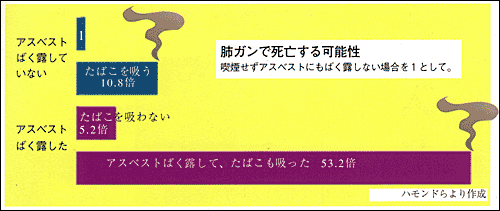 アスベスト
ばく露して
いない
1
たばこを吸う
10.8倍
肺ガンで死亡する可能性
喫煙せずアスベストにもばく露しない場合を1として。
アスベスト
ばく露した
たばこを吸わない
5.2倍
アスベストばく露して、たばこも吸った 53.2倍
ハモンドらより作成